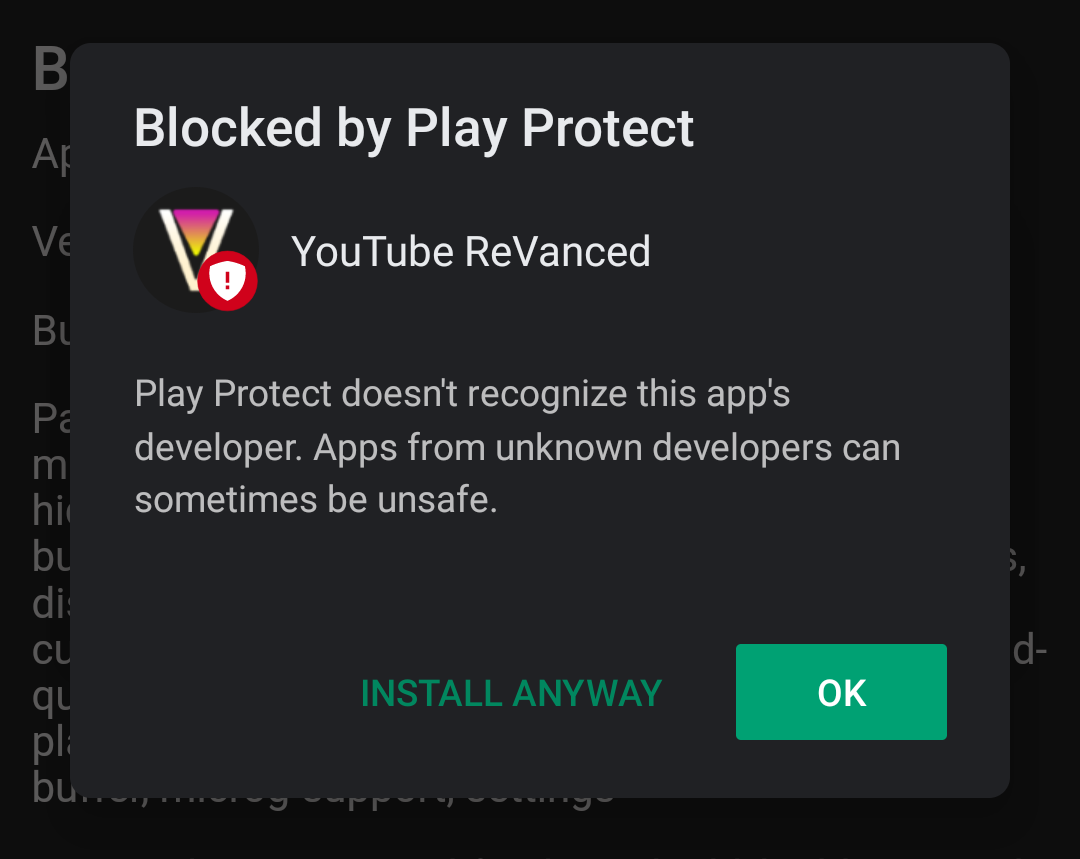 Blocked by Play Protect
YouTube ReVanced
Play Protect doesn't recognize this app's
developer. Apps from unknown developers can
sometimes be unsafe.
INSTALL ANYWAY
OK